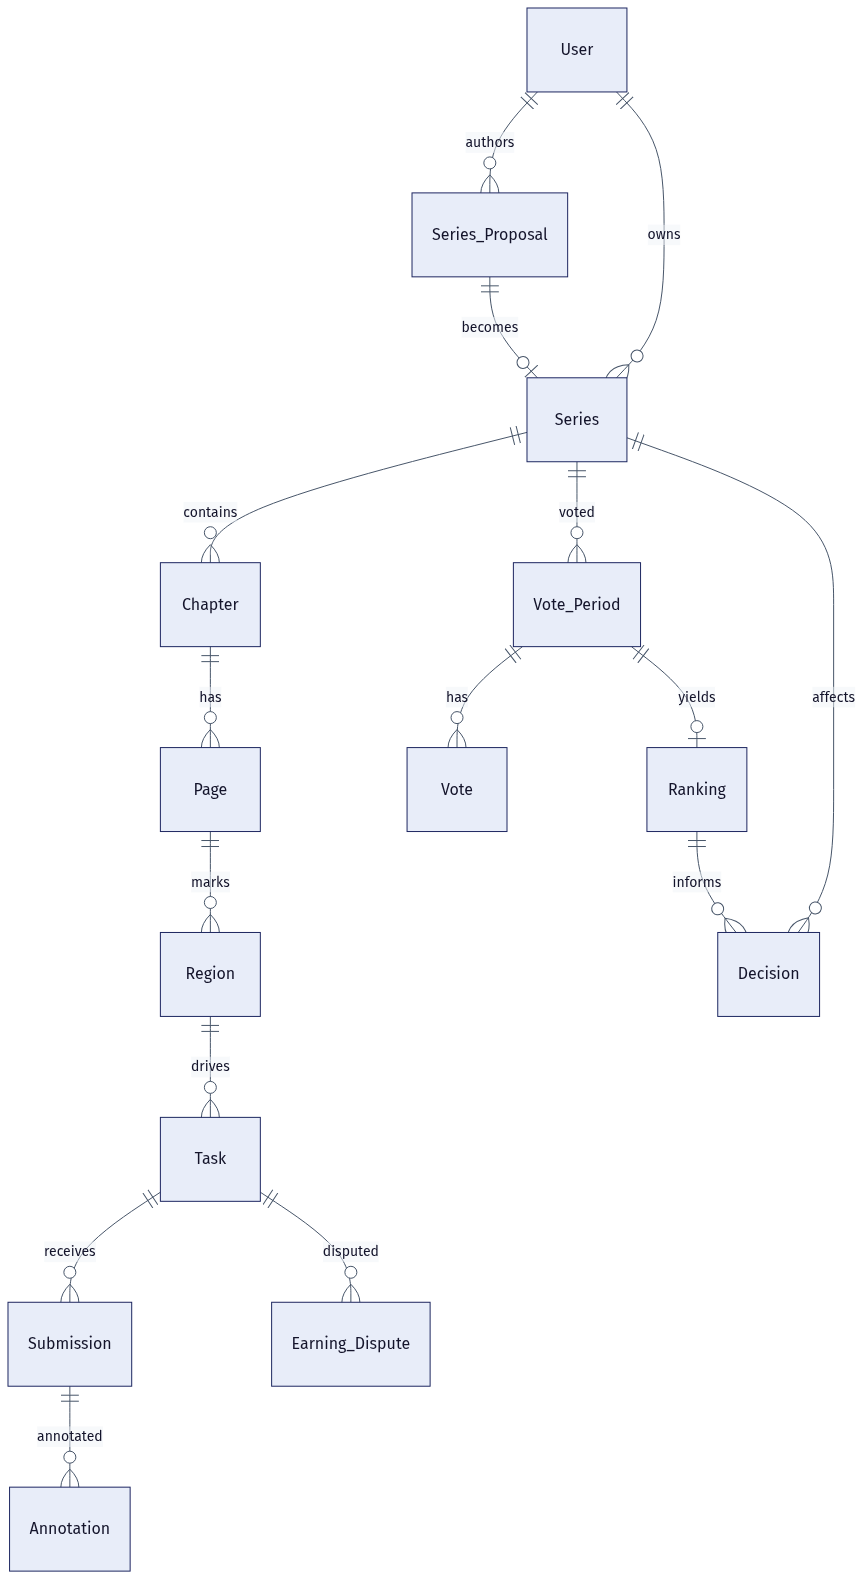 User
authors
Series_Proposal
owns
becomes
Series
contains
voted
Chapter
Vote_Period
has
has
yields
affects
Page
Vote
Ranking
marks
informs
Region
Decision
drives
Task
receives
disputed
Submission
Earning_Dispute
annotated
Annotation